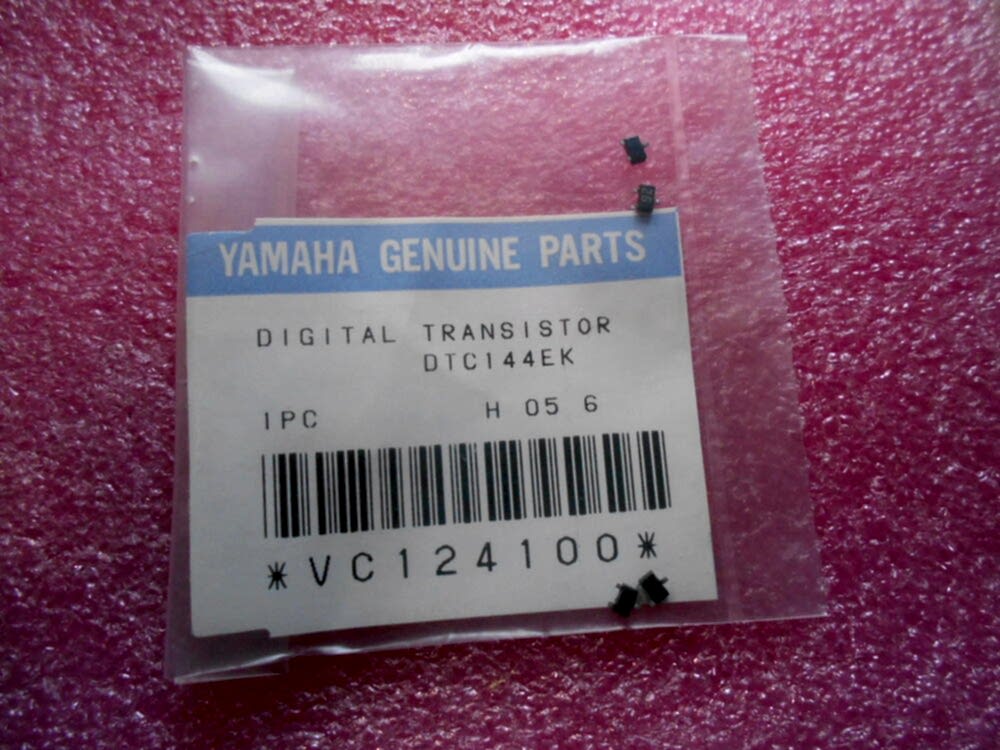 YAMAHA GENUINE PARTS
DIGITAL TRANSISTOR
DTC144EK
1PC H 05 6
*VC124100*